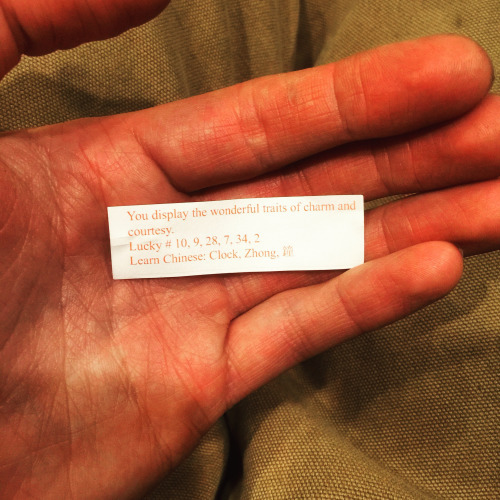 You display the wonderful traits of charm and
courtesy.
Lucky # 10, 9, 28, 7, 34, 2
Learn Chinese: Clock, Zhong, 鐘